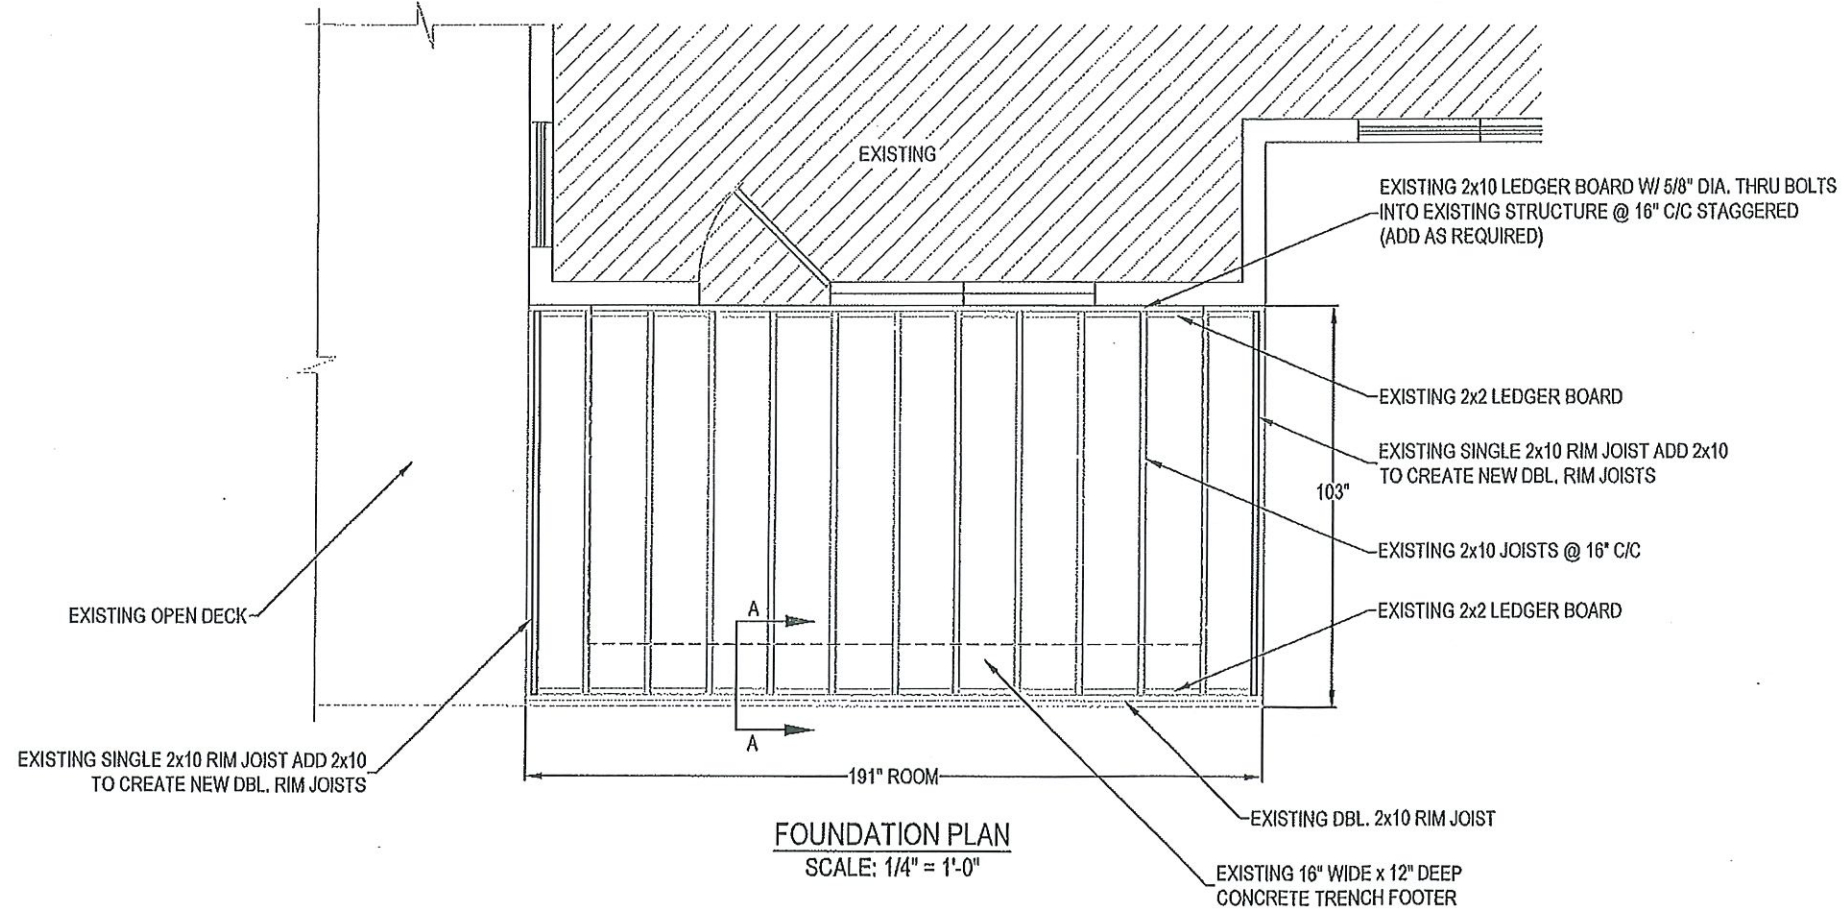 EXISTING
EXISTING 2x10 LEDGER BOARD W/ 5/8" DIA. THRU BOLTS
INTO EXISTING STRUCTURE @ 16" C/C STAGGERED
(ADD AS REQUIRED)
EXISTING 2x2 LEDGER BOARD
EXISTING SINGLE 2x10 RIM JOIST ADD 2x10
TO CREATE NEW DBL. RIM JOISTS
103"
EXISTING 2x10 JOISTS @ 16" C/C
EXISTING 2x2 LEDGER BOARD
EXISTING OPEN DECK
A
A
EXISTING SINGLE 2x10 RIM JOIST ADD 2x10
TO CREATE NEW DBL. RIM JOISTS
191" ROOM
EXISTING DBL. 2x10 RIM JOIST
FOUNDATION PLAN
SCALE: 1/4" = 1'-0"
EXISTING 16" WIDE x 12" DEEP
CONCRETE TRENCH FOOTER